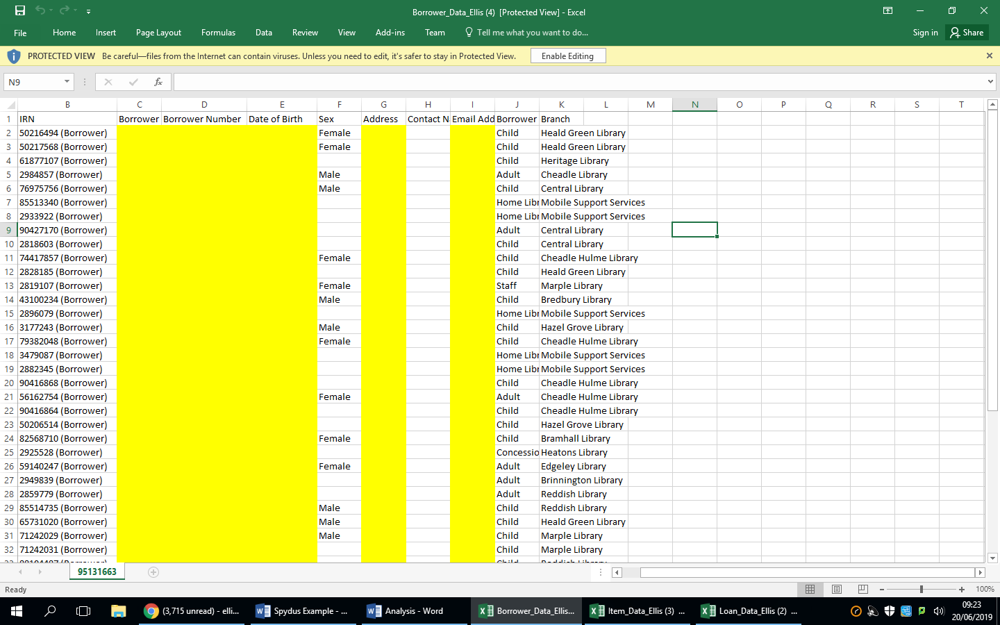 Borrower_Data_Ellis (4) [Protected View] - Excel
File Home Insert Page Layout Formulas Data Review View Add-ins Team Tell me what you want to do... Sign in Share
PROTECTED VIEW Be careful—files from the Internet can contain viruses. Unless you need to edit, it's safer to stay in Protected View. Enable Editing
N9 fx
B C D E F G H I J K L M N O P Q R S T
1 IRN Borrower Borrower Number Date of Birth Sex Address Contact N Email Add Borrower Branch
2 50216494 (Borrower) Female Child Heald Green Library
3 50217568 (Borrower) Female Child Heald Green Library
4 61877107 (Borrower) Child Heritage Library
5 2984857 (Borrower) Male Adult Cheadle Library
6 76975756 (Borrower) Male Child Central Library
7 85513340 (Borrower) Home Libr Mobile Support Services
8 2933922 (Borrower) Home Libr Mobile Support Services
9 90427170 (Borrower) Adult Central Library
10 2818603 (Borrower) Child Central Library
11 74417857 (Borrower) Female Child Cheadle Hulme Library
12 2828185 (Borrower) Child Heald Green Library
13 2819107 (Borrower) Female Staff Marple Library
14 43100234 (Borrower) Male Child Bredbury Library
15 2896079 (Borrower) Home Libr Mobile Support Services
16 3177243 (Borrower) Male Child Hazel Grove Library
17 79382048 (Borrower) Female Child Cheadle Hulme Library
18 3479087 (Borrower) Home Libr Mobile Support Services
19 2882345 (Borrower) Home Libr Mobile Support Services
20 90416868 (Borrower) Child Cheadle Hulme Library
21 56162754 (Borrower) Female Adult Cheadle Hulme Library
22 90416864 (Borrower) Child Cheadle Hulme Library
23 50206514 (Borrower) Child Hazel Grove Library
24 82568710 (Borrower) Female Child Bramhall Library
25 2925528 (Borrower) Concessio Heatons Library
26 59140247 (Borrower) Female Adult Edgeley Library
27 2949839 (Borrower) Adult Brinnington Library
28 2859779 (Borrower) Adult Reddish Library
29 85514735 (Borrower) Male Child Reddish Library
30 65731020 (Borrower) Male Child Heald Green Library
31 71242029 (Borrower) Male Child Marple Library
32 71242031 (Borrower) Child Marple Library
95131663
Ready 100%
(3,715 unread) - elli... Spydus Example - ... Analysis - Word Borrower_Data_Ellis... Item_Data_Ellis (3) ... Loan_Data_Ellis (2) ... 09:23
20/06/2019